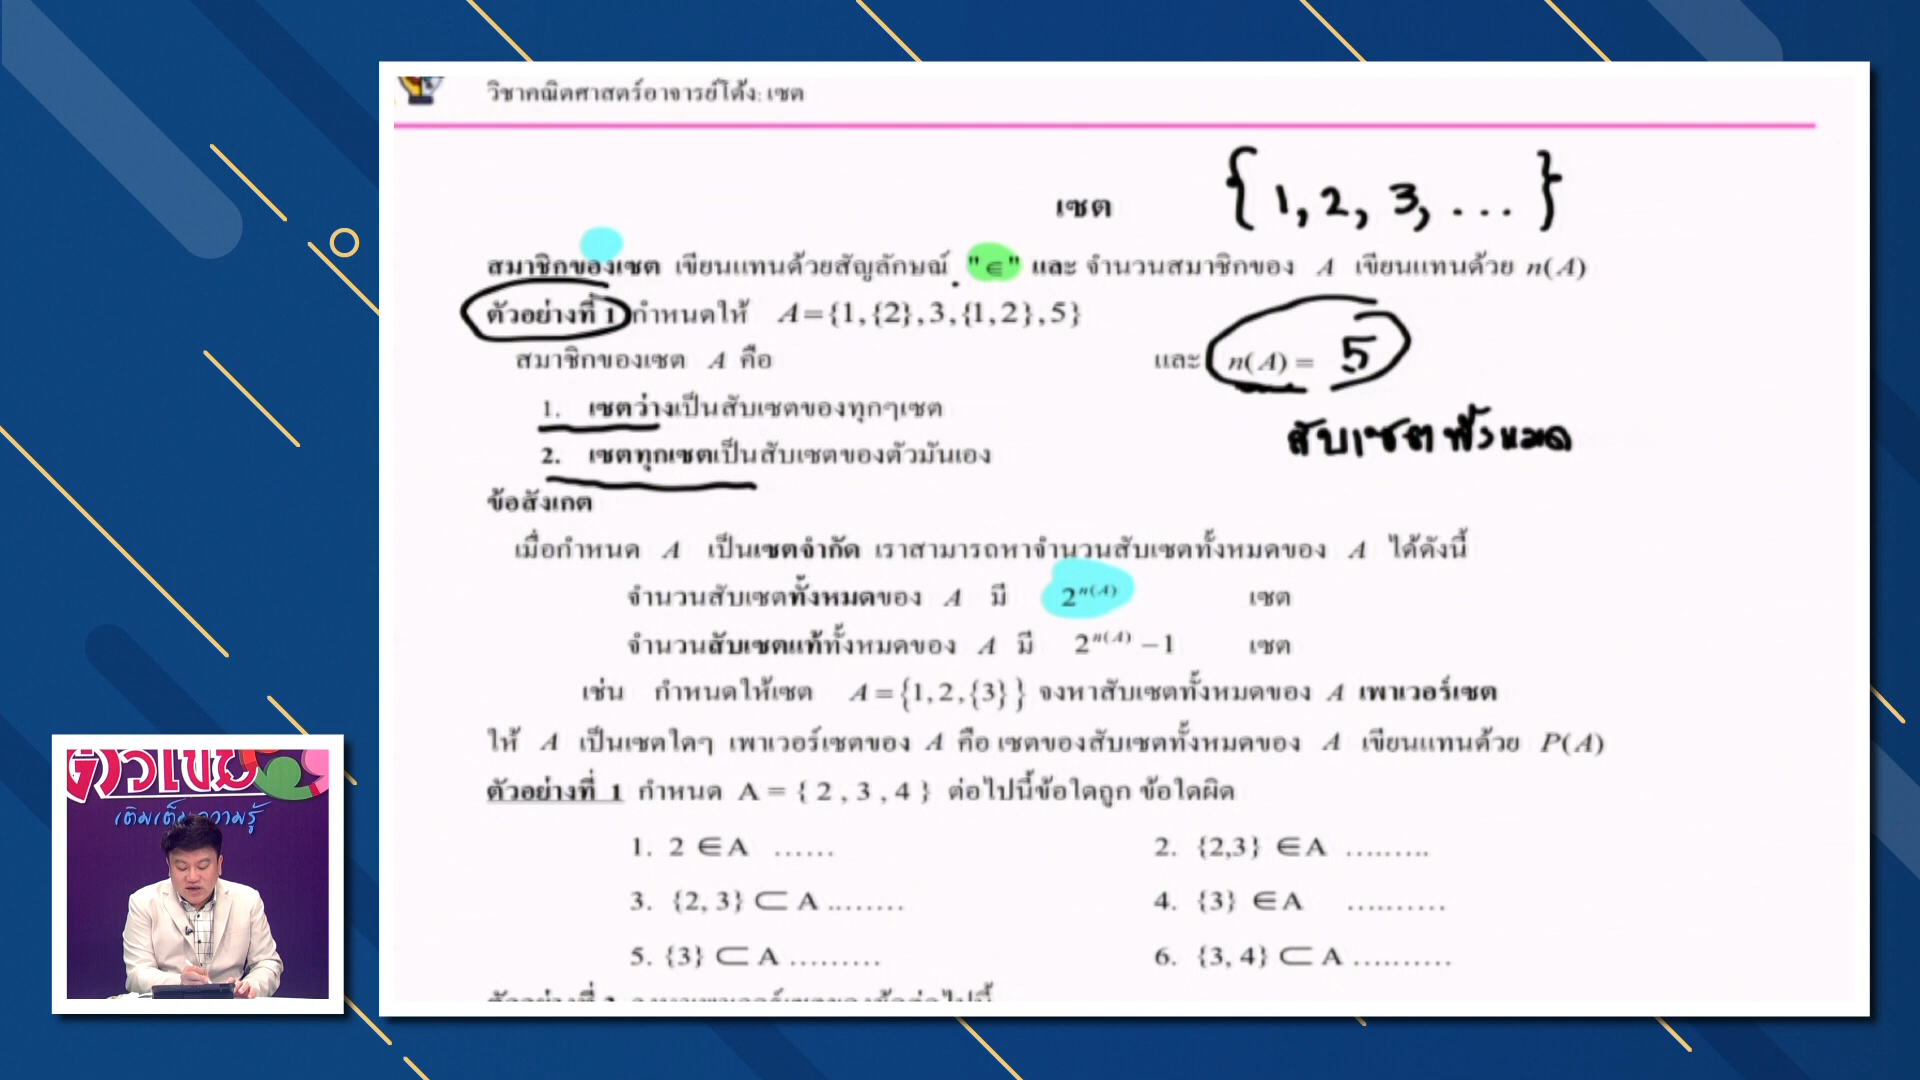 วิชาคณิตศาสตร์อาจารย์โด้ง: เซต
เซต {1, 2, 3, ...}
สมาชิกของเซต เขียนแทนด้วยสัญลักษณ์ "∈" และ จำนวนสมาชิกของ A เขียนแทนด้วย n(A)
ตัวอย่างที่ 1 กำหนดให้ A={1,{2},3,{1,2},5}
สมาชิกของเซต A คือ และ n(A) = 5
1. เซตว่างเป็นสับเซตของทุกๆเซต
สับเซตทั้งหมด
2. เซตทุกเซตเป็นสับเซตของตัวมันเอง
ข้อสังเกต
เมื่อกำหนด A เป็นเซตจำกัด เราสามารถหาจำนวนสับเซตทั้งหมดของ A ได้ดังนี้
จำนวนสับเซตทั้งหมดของ A มี 2ⁿ⁽ᴬ⁾ เซต
จำนวนสับเซตแท้ทั้งหมดของ A มี 2ⁿ⁽ᴬ⁾ −1 เซต
เช่น กำหนดให้เซต A={1,2,{3}} จงหาสับเซตทั้งหมดของ A เพาเวอร์เซต
ให้ A เป็นเซตใดๆ เพาเวอร์เซตของ A คือ เซตของสับเซตทั้งหมดของ A เขียนแทนด้วย P(A)
ตัวอย่างที่ 1 กำหนด A = { 2 , 3 , 4 } ต่อไปนี้ข้อใดถูก ข้อใดผิด
1. 2 ∈A ...... 2. {2,3} ∈A .........
3. {2, 3} ⊂ A ........ 4. {3} ∈A ..........
5. {3} ⊂ A ......... 6. {3, 4} ⊂ A ..........
ติวเข้ม
เติมเต็มความรู้